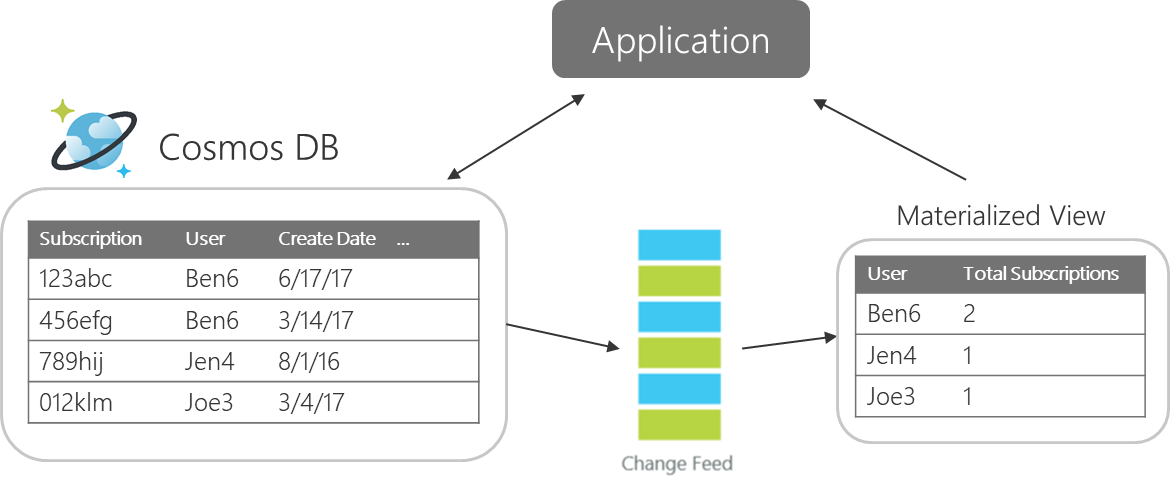 Application
Cosmos DB
Subscription User Create Date ...
123abc Ben6 6/17/17
456efg Ben6 3/14/17
789hij Jen4 8/1/16
012klm Joe3 3/4/17
Change Feed
Materialized View
User Total Subscriptions
Ben6 2
Jen4 1
Joe3 1